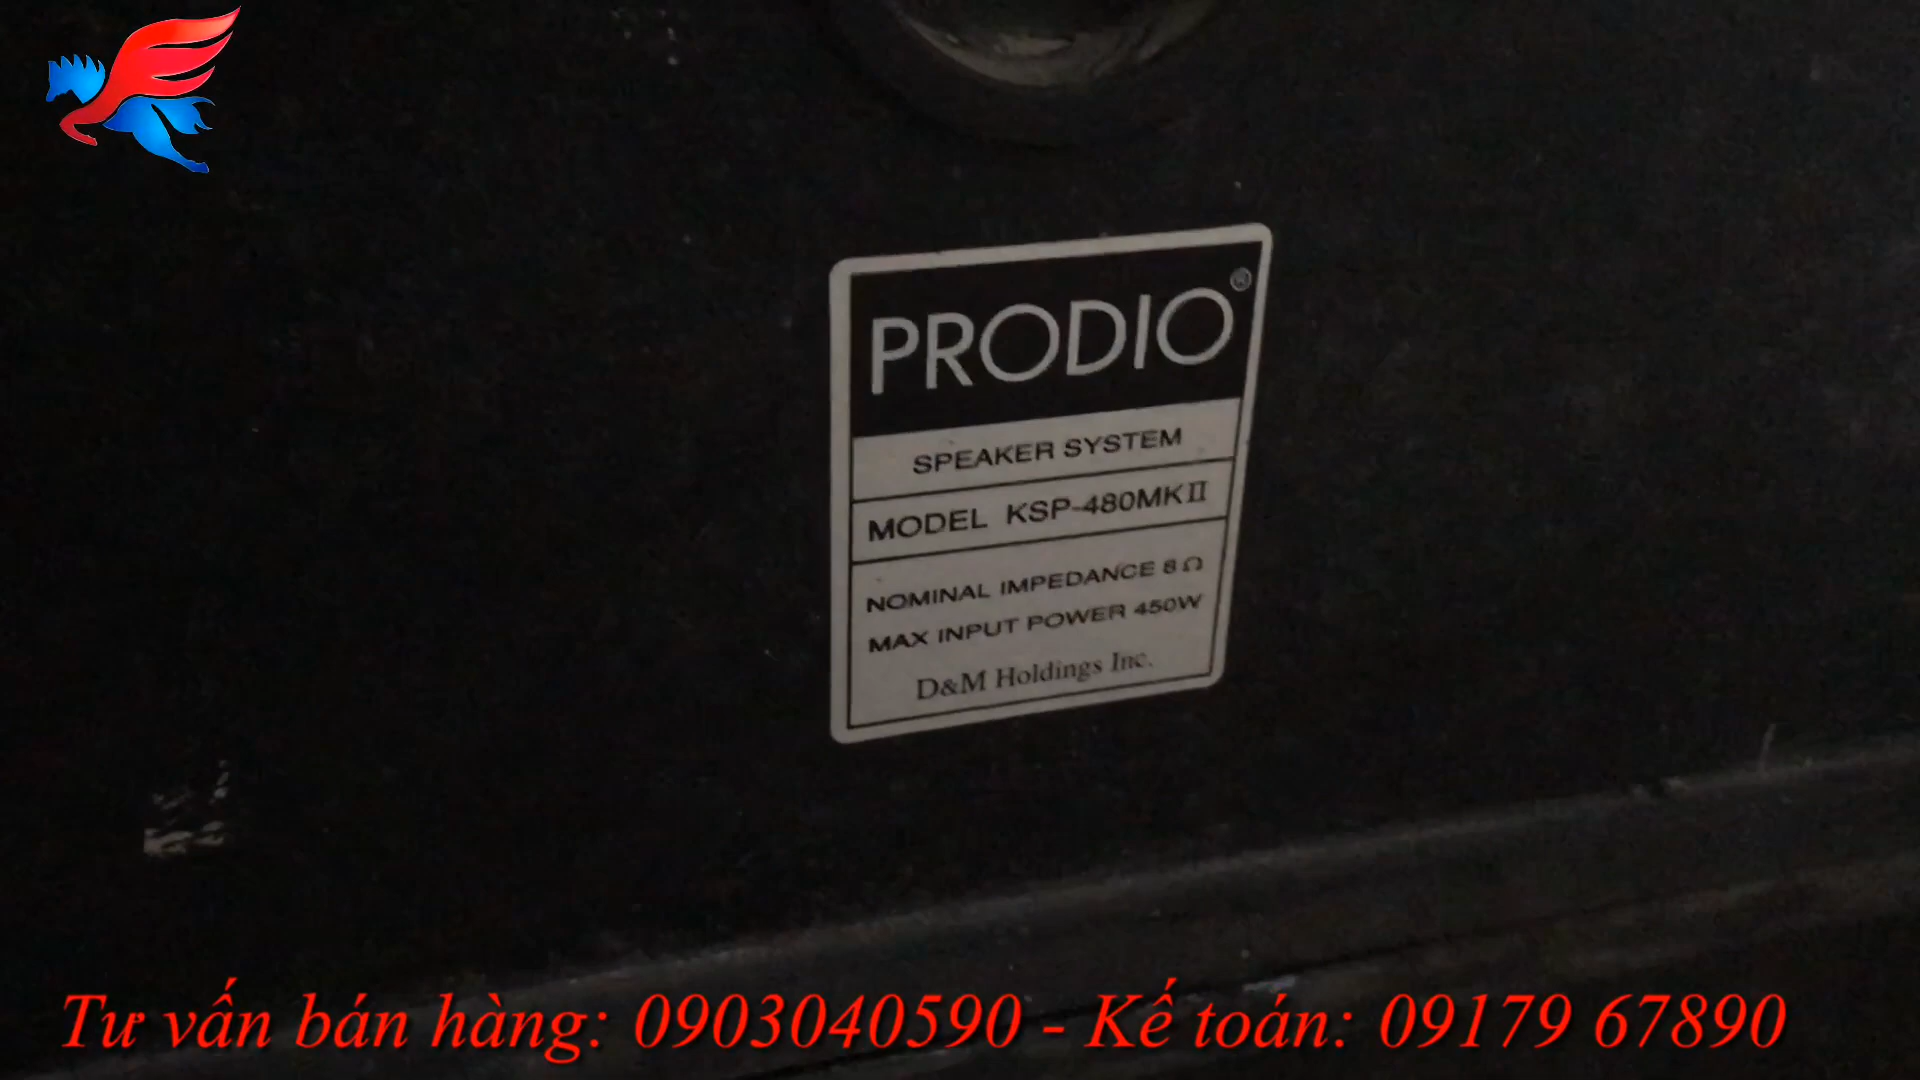 PRODIO®
SPEAKER SYSTEM
MODEL KSP-480MKII
NOMINAL IMPEDANCE 8Ω
MAX INPUT POWER 450W
D&M Holdings Inc.
Tư vấn bán hàng: 0903040590 - Kế toán: 09179 67890